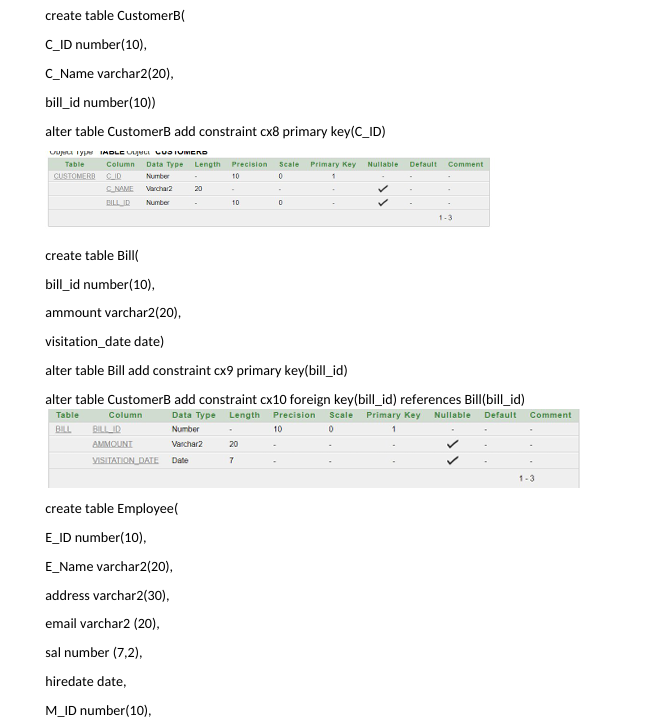 create table CustomerB(
C_ID number(10),
C_Name varchar2(20),
bill_id number(10))
alter table CustomerB add constraint cx8 primary key(C_ID)
Object Type TABLE Object CUSTOMERB
Table Column Data Type Length Precision Scale Primary Key Nullable Default Comment
CUSTOMERB C_ID Number - 10 0 1 - - -
C_NAME Varchar2 20 - - - ✓ - -
BILL_ID Number - 10 0 - ✓ - -
1 - 3
create table Bill(
bill_id number(10),
ammount varchar2(20),
visitation_date date)
alter table Bill add constraint cx9 primary key(bill_id)
alter table CustomerB add constraint cx10 foreign key(bill_id) references Bill(bill_id)
Table Column Data Type Length Precision Scale Primary Key Nullable Default Comment
BILL BILL_ID Number - 10 0 1 - - -
AMMOUNT Varchar2 20 - - - ✓ - -
VISITATION_DATE Date 7 - - - ✓ - -
1 - 3
create table Employee(
E_ID number(10),
E_Name varchar2(20),
address varchar2(30),
email varchar2 (20),
sal number (7,2),
hiredate date,
M_ID number(10),